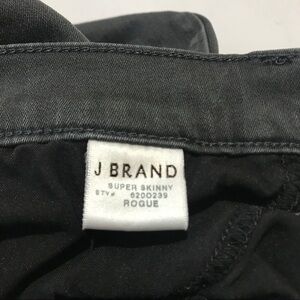 J BRAND
SUPER SKINNY
STY# 620O239
ROGUE